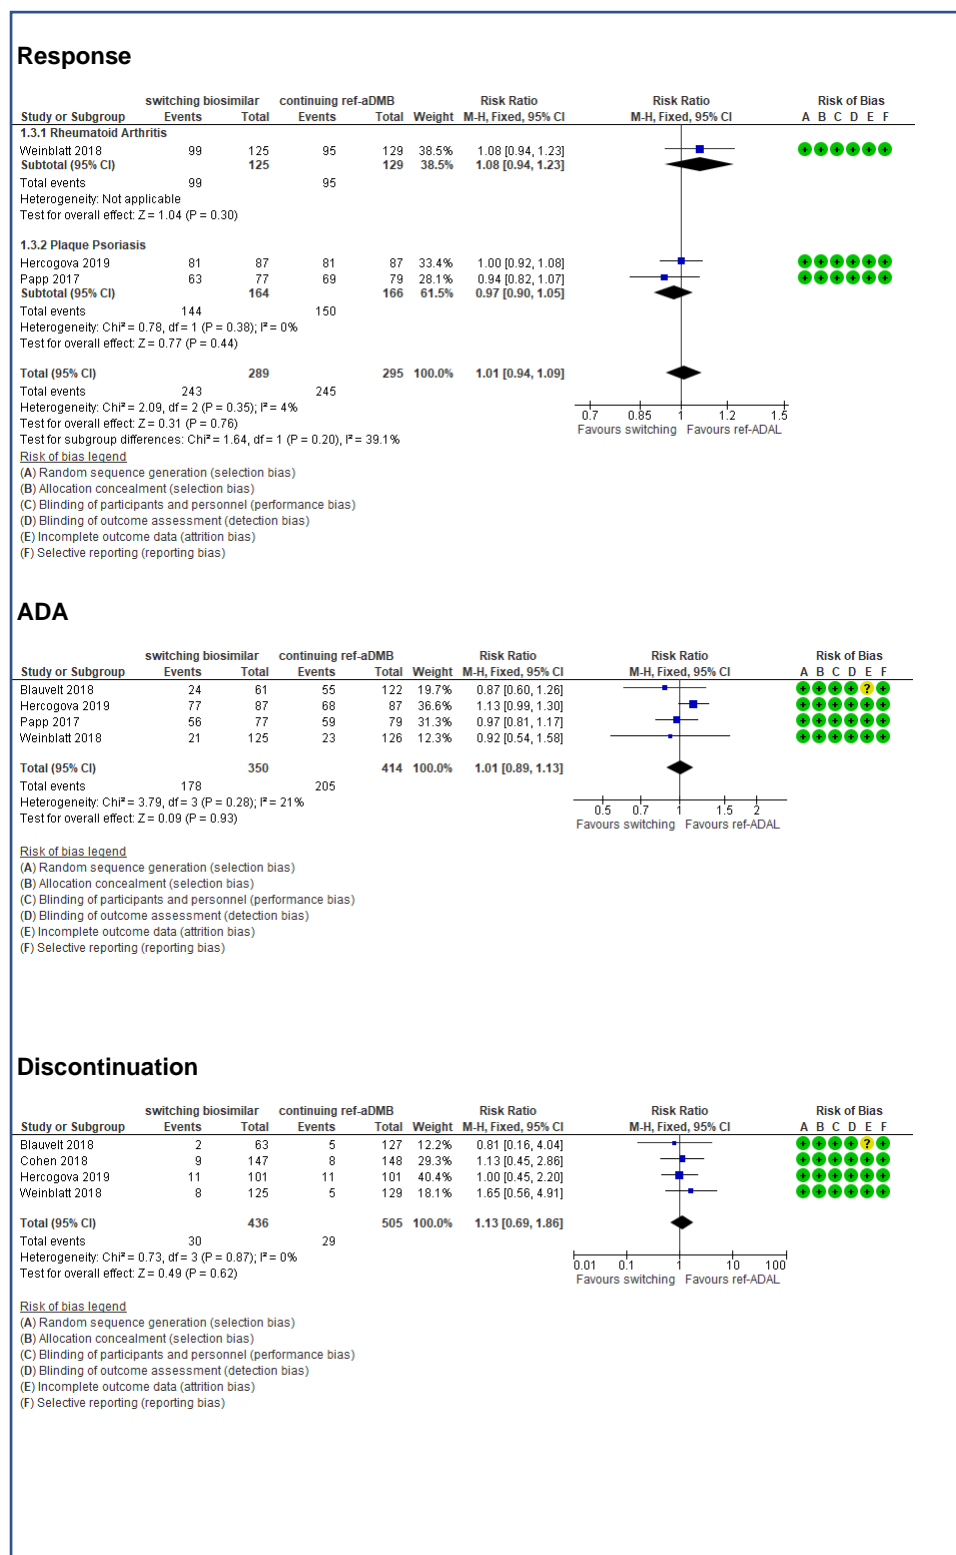 Response
switching biosimilar continuing ref-aDMB Risk Ratio Risk Ratio Risk of Bias
Study or Subgroup Events Total Events Total Weight M-H, Fixed, 95% CI M-H, Fixed, 95% CI A B C D E F
1.3.1 Rheumatoid Arthritis
Weinblatt 2018 99 125 95 129 38.5% 1.08 [0.94, 1.23]
Subtotal (95% CI) 125 129 38.5% 1.08 [0.94, 1.23]
Total events 99 95
Heterogeneity: Not applicable
Test for overall effect: Z = 1.04 (P = 0.30)
1.3.2 Plaque Psoriasis
Hercogova 2019 81 87 81 87 33.4% 1.00 [0.92, 1.08]
Papp 2017 63 77 69 79 28.1% 0.94 [0.82, 1.07]
Subtotal (95% CI) 164 166 61.5% 0.97 [0.90, 1.05]
Total events 144 150
Heterogeneity: Chi² = 0.78, df = 1 (P = 0.38); I² = 0%
Test for overall effect: Z = 0.77 (P = 0.44)
Total (95% CI) 289 295 100.0% 1.01 [0.94, 1.09]
Total events 243 245
Heterogeneity: Chi² = 2.09, df = 2 (P = 0.35); I² = 4%
Test for overall effect: Z = 0.31 (P = 0.76)
Test for subgroup differences: Chi² = 1.64, df = 1 (P = 0.20), I² = 39.1%
0.7 0.85 1 1.2 1.5
Favours switching Favours ref-ADAL
Risk of bias legend
(A) Random sequence generation (selection bias)
(B) Allocation concealment (selection bias)
(C) Blinding of participants and personnel (performance bias)
(D) Blinding of outcome assessment (detection bias)
(E) Incomplete outcome data (attrition bias)
(F) Selective reporting (reporting bias)
ADA
switching biosimilar continuing ref-aDMB Risk Ratio Risk Ratio Risk of Bias
Study or Subgroup Events Total Events Total Weight M-H, Fixed, 95% CI M-H, Fixed, 95% CI A B C D E F
Blauvelt 2018 24 61 55 122 19.7% 0.87 [0.60, 1.26] ?
Hercogova 2019 77 87 68 87 36.6% 1.13 [0.99, 1.30]
Papp 2017 56 77 59 79 31.3% 0.97 [0.81, 1.17]
Weinblatt 2018 21 125 23 126 12.3% 0.92 [0.54, 1.58]
Total (95% CI) 350 414 100.0% 1.01 [0.89, 1.13]
Total events 178 205
Heterogeneity: Chi² = 3.79, df = 3 (P = 0.28); I² = 21%
Test for overall effect: Z = 0.09 (P = 0.93)
0.5 0.7 1 1.5 2
Favours switching Favours ref-ADAL
Risk of bias legend
(A) Random sequence generation (selection bias)
(B) Allocation concealment (selection bias)
(C) Blinding of participants and personnel (performance bias)
(D) Blinding of outcome assessment (detection bias)
(E) Incomplete outcome data (attrition bias)
(F) Selective reporting (reporting bias)
Discontinuation
switching biosimilar continuing ref-aDMB Risk Ratio Risk Ratio Risk of Bias
Study or Subgroup Events Total Events Total Weight M-H, Fixed, 95% CI M-H, Fixed, 95% CI A B C D E F
Blauvelt 2018 2 63 5 127 12.2% 0.81 [0.16, 4.04] ?
Cohen 2018 9 147 8 148 29.3% 1.13 [0.45, 2.86]
Hercogova 2019 11 101 11 101 40.4% 1.00 [0.45, 2.20]
Weinblatt 2018 8 125 5 129 18.1% 1.65 [0.56, 4.91]
Total (95% CI) 436 505 100.0% 1.13 [0.69, 1.86]
Total events 30 29
Heterogeneity: Chi² = 0.73, df = 3 (P = 0.87); I² = 0%
Test for overall effect: Z = 0.49 (P = 0.62)
0.01 0.1 1 10 100
Favours switching Favours ref-ADAL
Risk of bias legend
(A) Random sequence generation (selection bias)
(B) Allocation concealment (selection bias)
(C) Blinding of participants and personnel (performance bias)
(D) Blinding of outcome assessment (detection bias)
(E) Incomplete outcome data (attrition bias)
(F) Selective reporting (reporting bias)